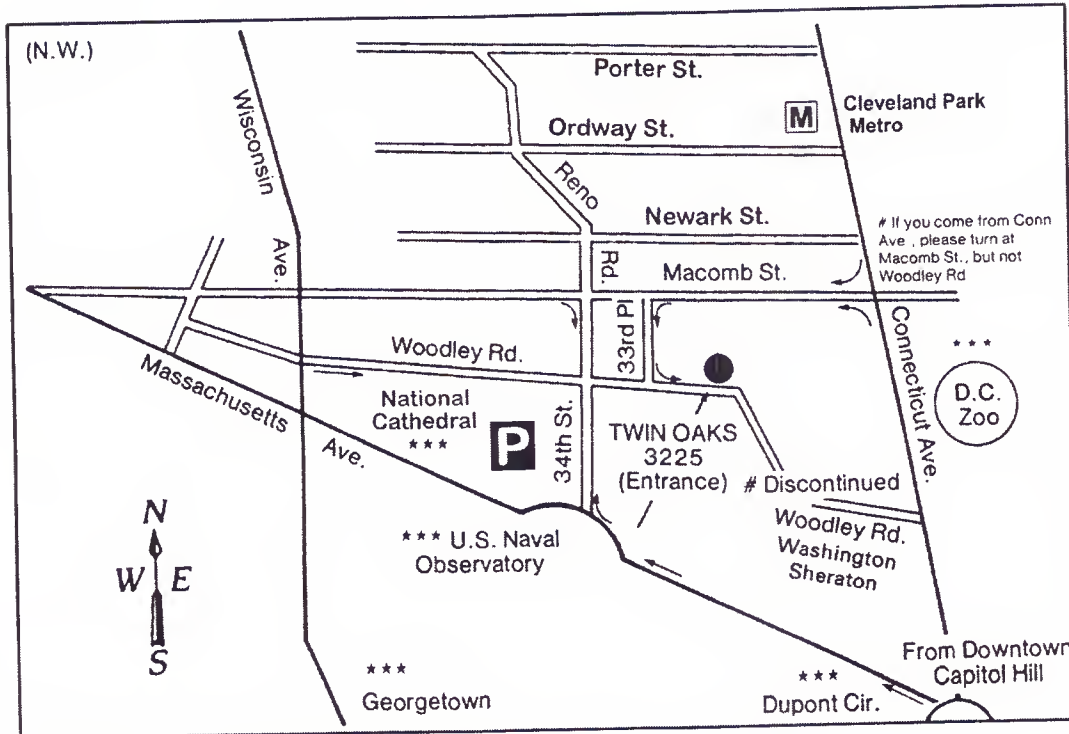 (N.W.)
Porter St.
Wisconsin
Ave.
M
Cleveland Park
Metro
Ordway St.
Reno
Rd.
Newark St.
# If you come from Conn
Ave , please turn at
Macomb St., but not
Woodley Rd
Macomb St.
33rd Pl
Woodley Rd.
Connecticut Ave.
* * *
D.C.
Zoo
Massachusetts
Ave.
National
Cathedral
* * *
P
34th St.
TWIN OAKS
3225
(Entrance)
# Discontinued
Woodley Rd.
Washington
Sheraton
* * * U.S. Naval
Observatory
N
W E
S
* * *
Georgetown
* * *
Dupont Cir.
From Downtown
Capitol Hill